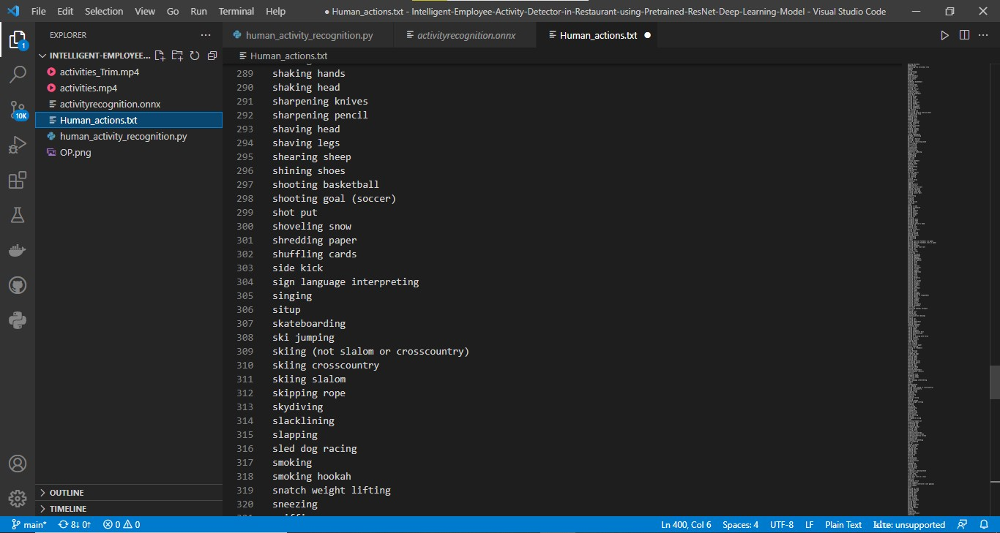 File Edit Selection View Go Run Terminal Help
● Human_actions.txt - Intelligent-Employee-Activity-Detector-in-Restaurant-using-Pretrained-ResNet-Deep-Learning-Model - Visual Studio Code
EXPLORER
human_activity_recognition.py activityrecognition.onnx Human_actions.txt
INTELLIGENT-EMPLOYEE...
Human_actions.txt
1
activities_Trim.mp4
activities.mp4
activityrecognition.onnx
Human_actions.txt
human_activity_recognition.py
OP.png
10K
289 shaking hands
290 shaking head
291 sharpening knives
292 sharpening pencil
293 shaving head
294 shaving legs
295 shearing sheep
296 shining shoes
297 shooting basketball
298 shooting goal (soccer)
299 shot put
300 shoveling snow
301 shredding paper
302 shuffling cards
303 side kick
304 sign language interpreting
305 singing
306 situp
307 skateboarding
308 ski jumping
309 skiing (not slalom or crosscountry)
310 skiing crosscountry
311 skiing slalom
312 skipping rope
313 skydiving
314 slacklining
315 slapping
316 sled dog racing
317 smoking
318 smoking hookah
319 snatch weight lifting
320 sneezing
OUTLINE
TIMELINE
main* 8↓ 0↑ 0 0 Ln 400, Col 6 Spaces: 4 UTF-8 LF Plain Text kite: unsupported